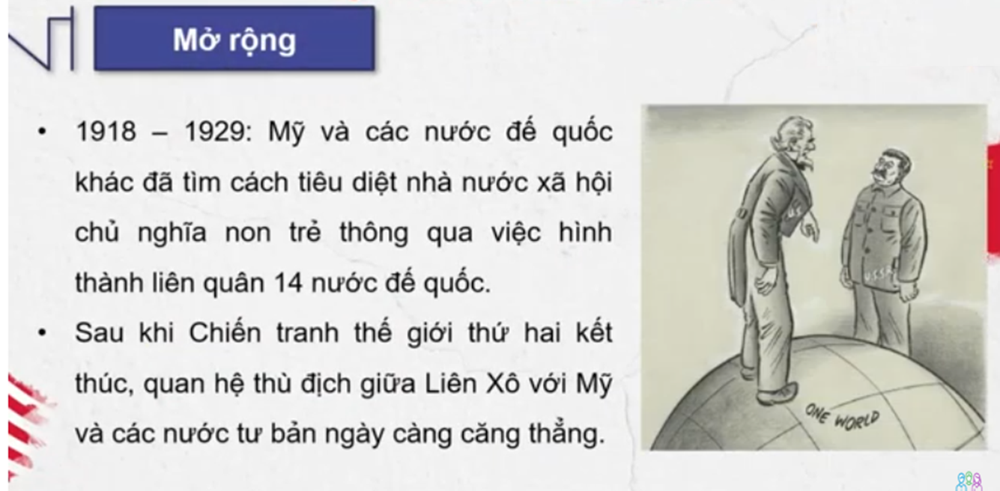 Mở rộng
• 1918 – 1929: Mỹ và các nước đế quốc
khác đã tìm cách tiêu diệt nhà nước xã hội
chủ nghĩa non trẻ thông qua việc hình
thành liên quân 14 nước đế quốc.
• Sau khi Chiến tranh thế giới thứ hai kết
thúc, quan hệ thù địch giữa Liên Xô với Mỹ
và các nước tư bản ngày càng căng thẳng.
U.S.
U.S.S.R
ONE WORLD